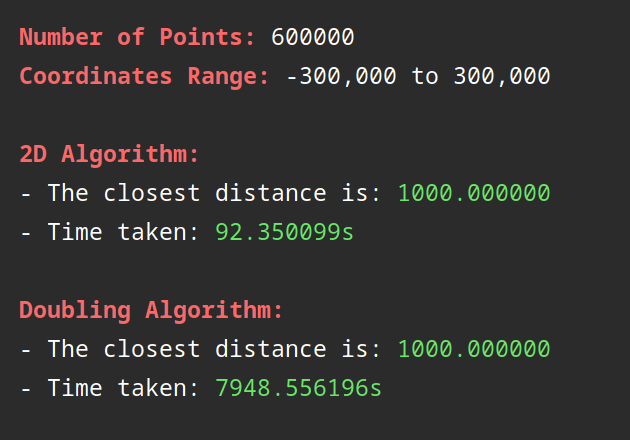 Number of Points: 600000
Coordinates Range: -300,000 to 300,000
2D Algorithm:
- The closest distance is: 1000.000000
- Time taken: 92.350099s
Doubling Algorithm:
- The closest distance is: 1000.000000
- Time taken: 7948.556196s